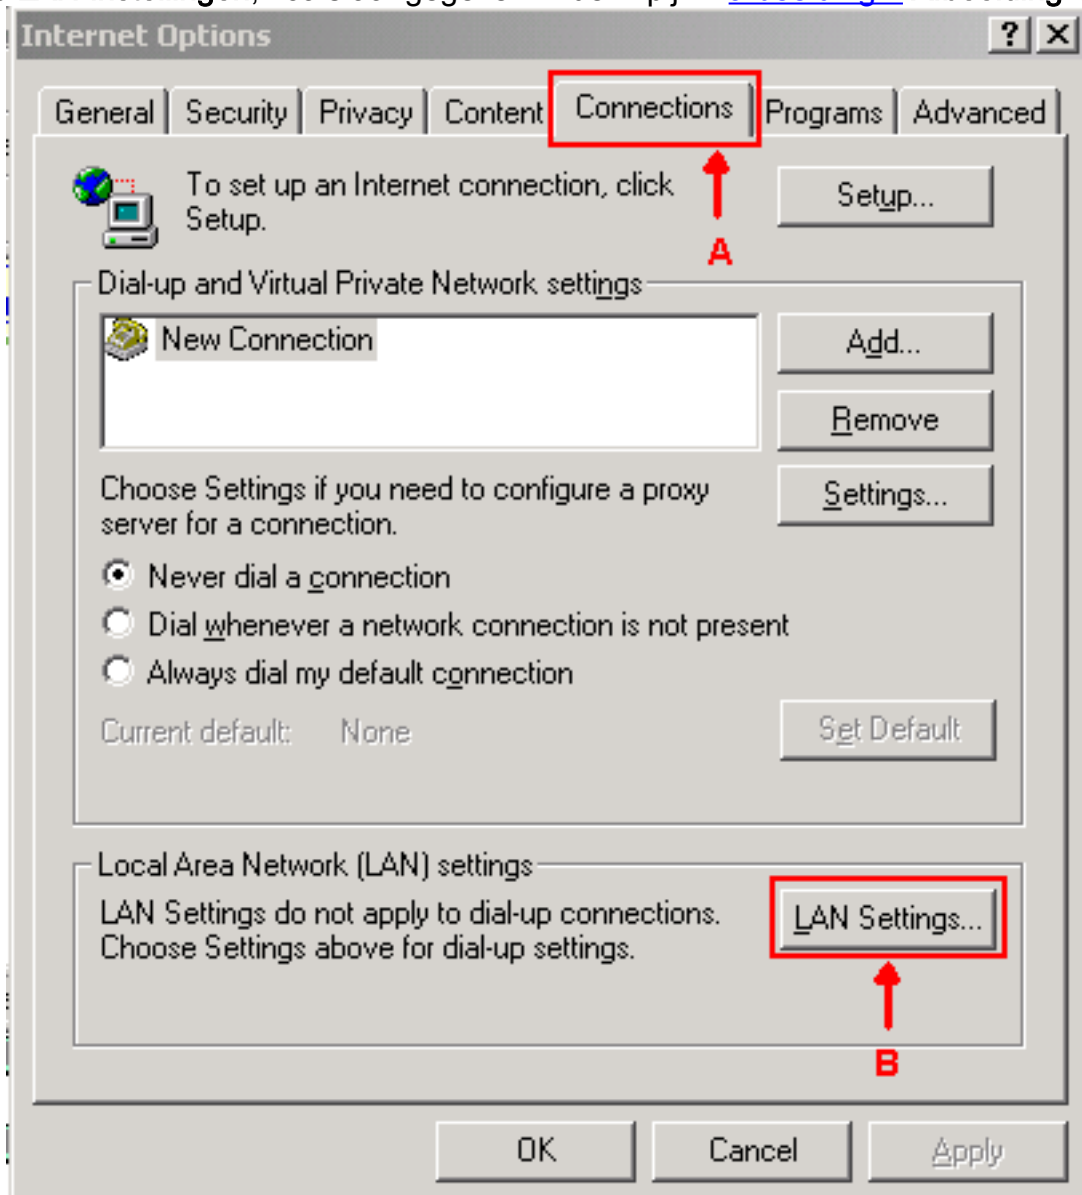 Internet Options
General Security Privacy Content Connections Programs Advanced
To set up an Internet connection, click
Setup.
Setup...
A
Dial-up and Virtual Private Network settings
New Connection
Add...
Remove
Choose Settings if you need to configure a proxy
server for a connection.
Settings...
Never dial a connection
Dial whenever a network connection is not present
Always dial my default connection
Current default: None
Set Default
Local Area Network (LAN) settings
LAN Settings do not apply to dial-up connections.
Choose Settings above for dial-up settings.
LAN Settings...
B
OK Cancel Apply